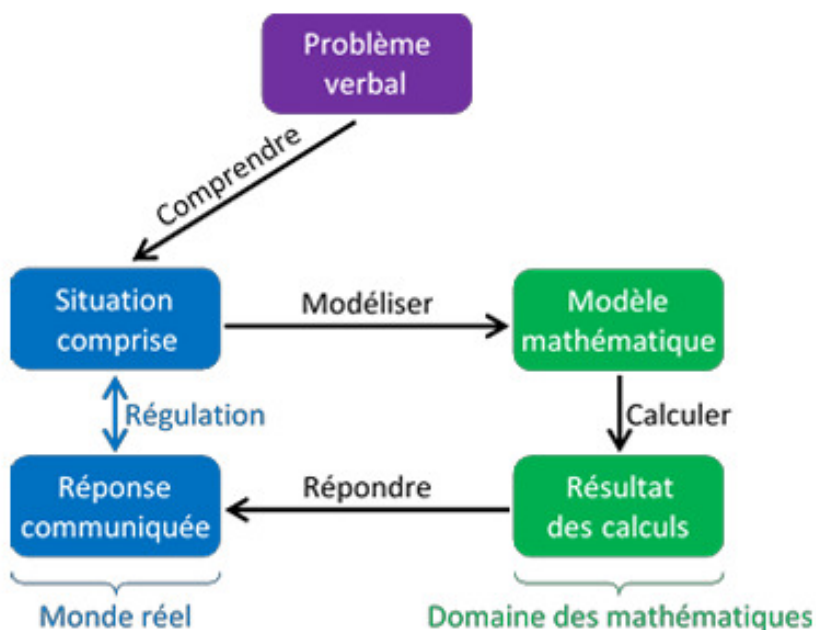 Problème
verbal
Comprendre
Situation
comprise
Modéliser
Modèle
mathématique
Régulation
Calculer
Réponse
communiquée
Répondre
Résultat
des calculs
Monde réel
Domaine des mathématiques